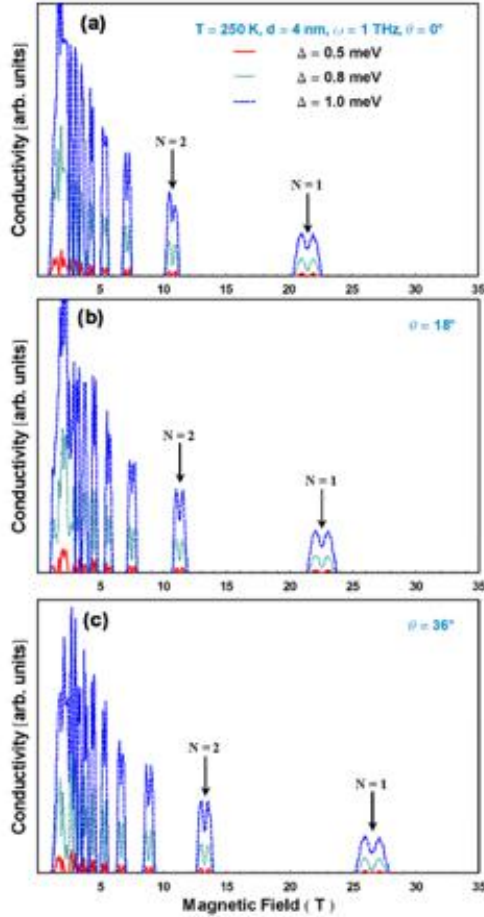 (a)
T = 250 K, d = 4 nm, ω = 1 THz, θ = 0°
Δ = 0.5 meV
Δ = 0.8 meV
Δ = 1.0 meV
N = 2
N = 1
Conductivity [arb. units]
5 10 15 20 25 30 35
(b)
θ = 18°
N = 2
N = 1
Conductivity [arb. units]
5 10 15 20 25 30 35
(c)
θ = 36°
N = 2
N = 1
Conductivity [arb. units]
5 10 15 20 25 30 35
Magnetic Field ( T )